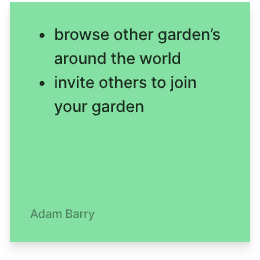 • browse other garden's
around the world
• invite others to join
your garden
Adam Barry